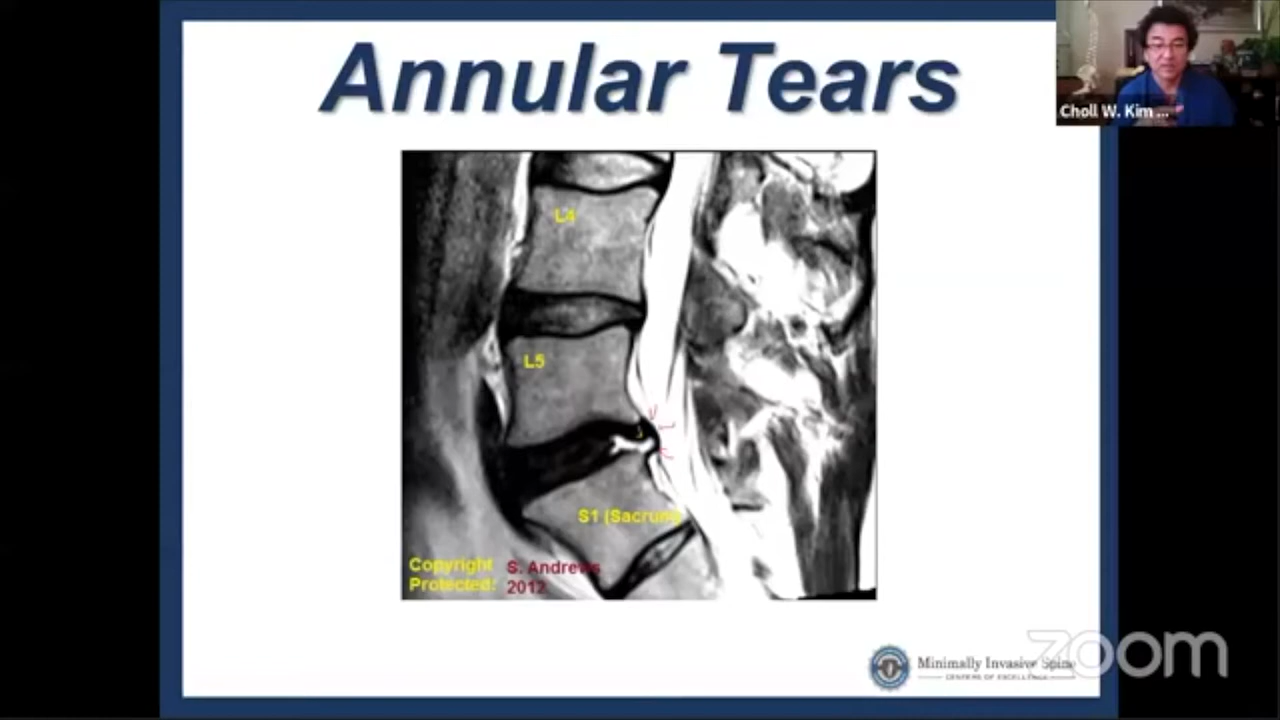 Annular Tears
Choll W. Kim ...
L4
L5
S1 (Sacrum)
Copyright S. Andrews
Protected: 2012
Minimally Invasive Spine
CENTERS OF EXCELLENCE
zoom